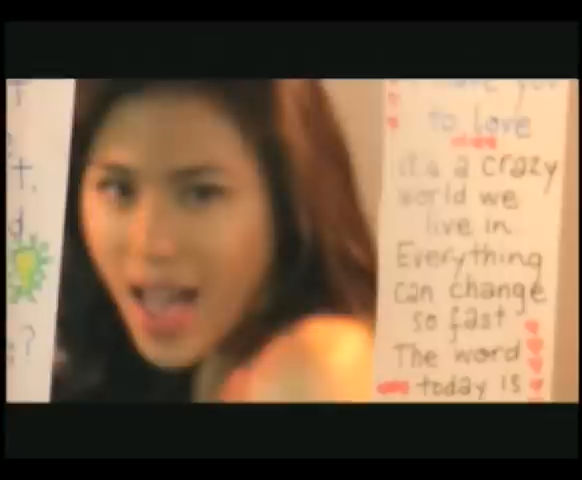 t.
d
?
to love
it's a crazy
world we
live in.
Everything
can change
so fast
The word
today is